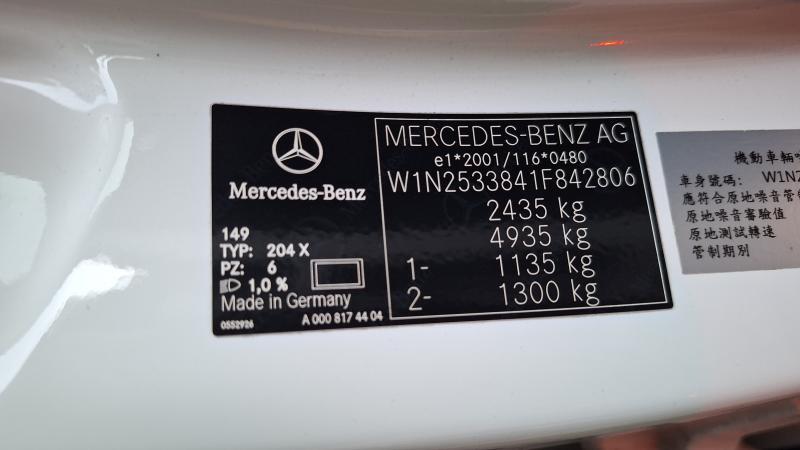 Mercedes-Benz
149
TYP: 204 X
PZ: 6
1,0 %
Made in Germany
0552926
A 000 817 44 04
MERCEDES-BENZ AG
e1*2001/116*0480
W1N2533841F842806
2435 kg
4935 kg
1- 1135 kg
2- 1300 kg
機動車輛
車身號碼: W1N
應符合原地噪音管制
原地噪音審驗值
原地測試轉速
管制期別